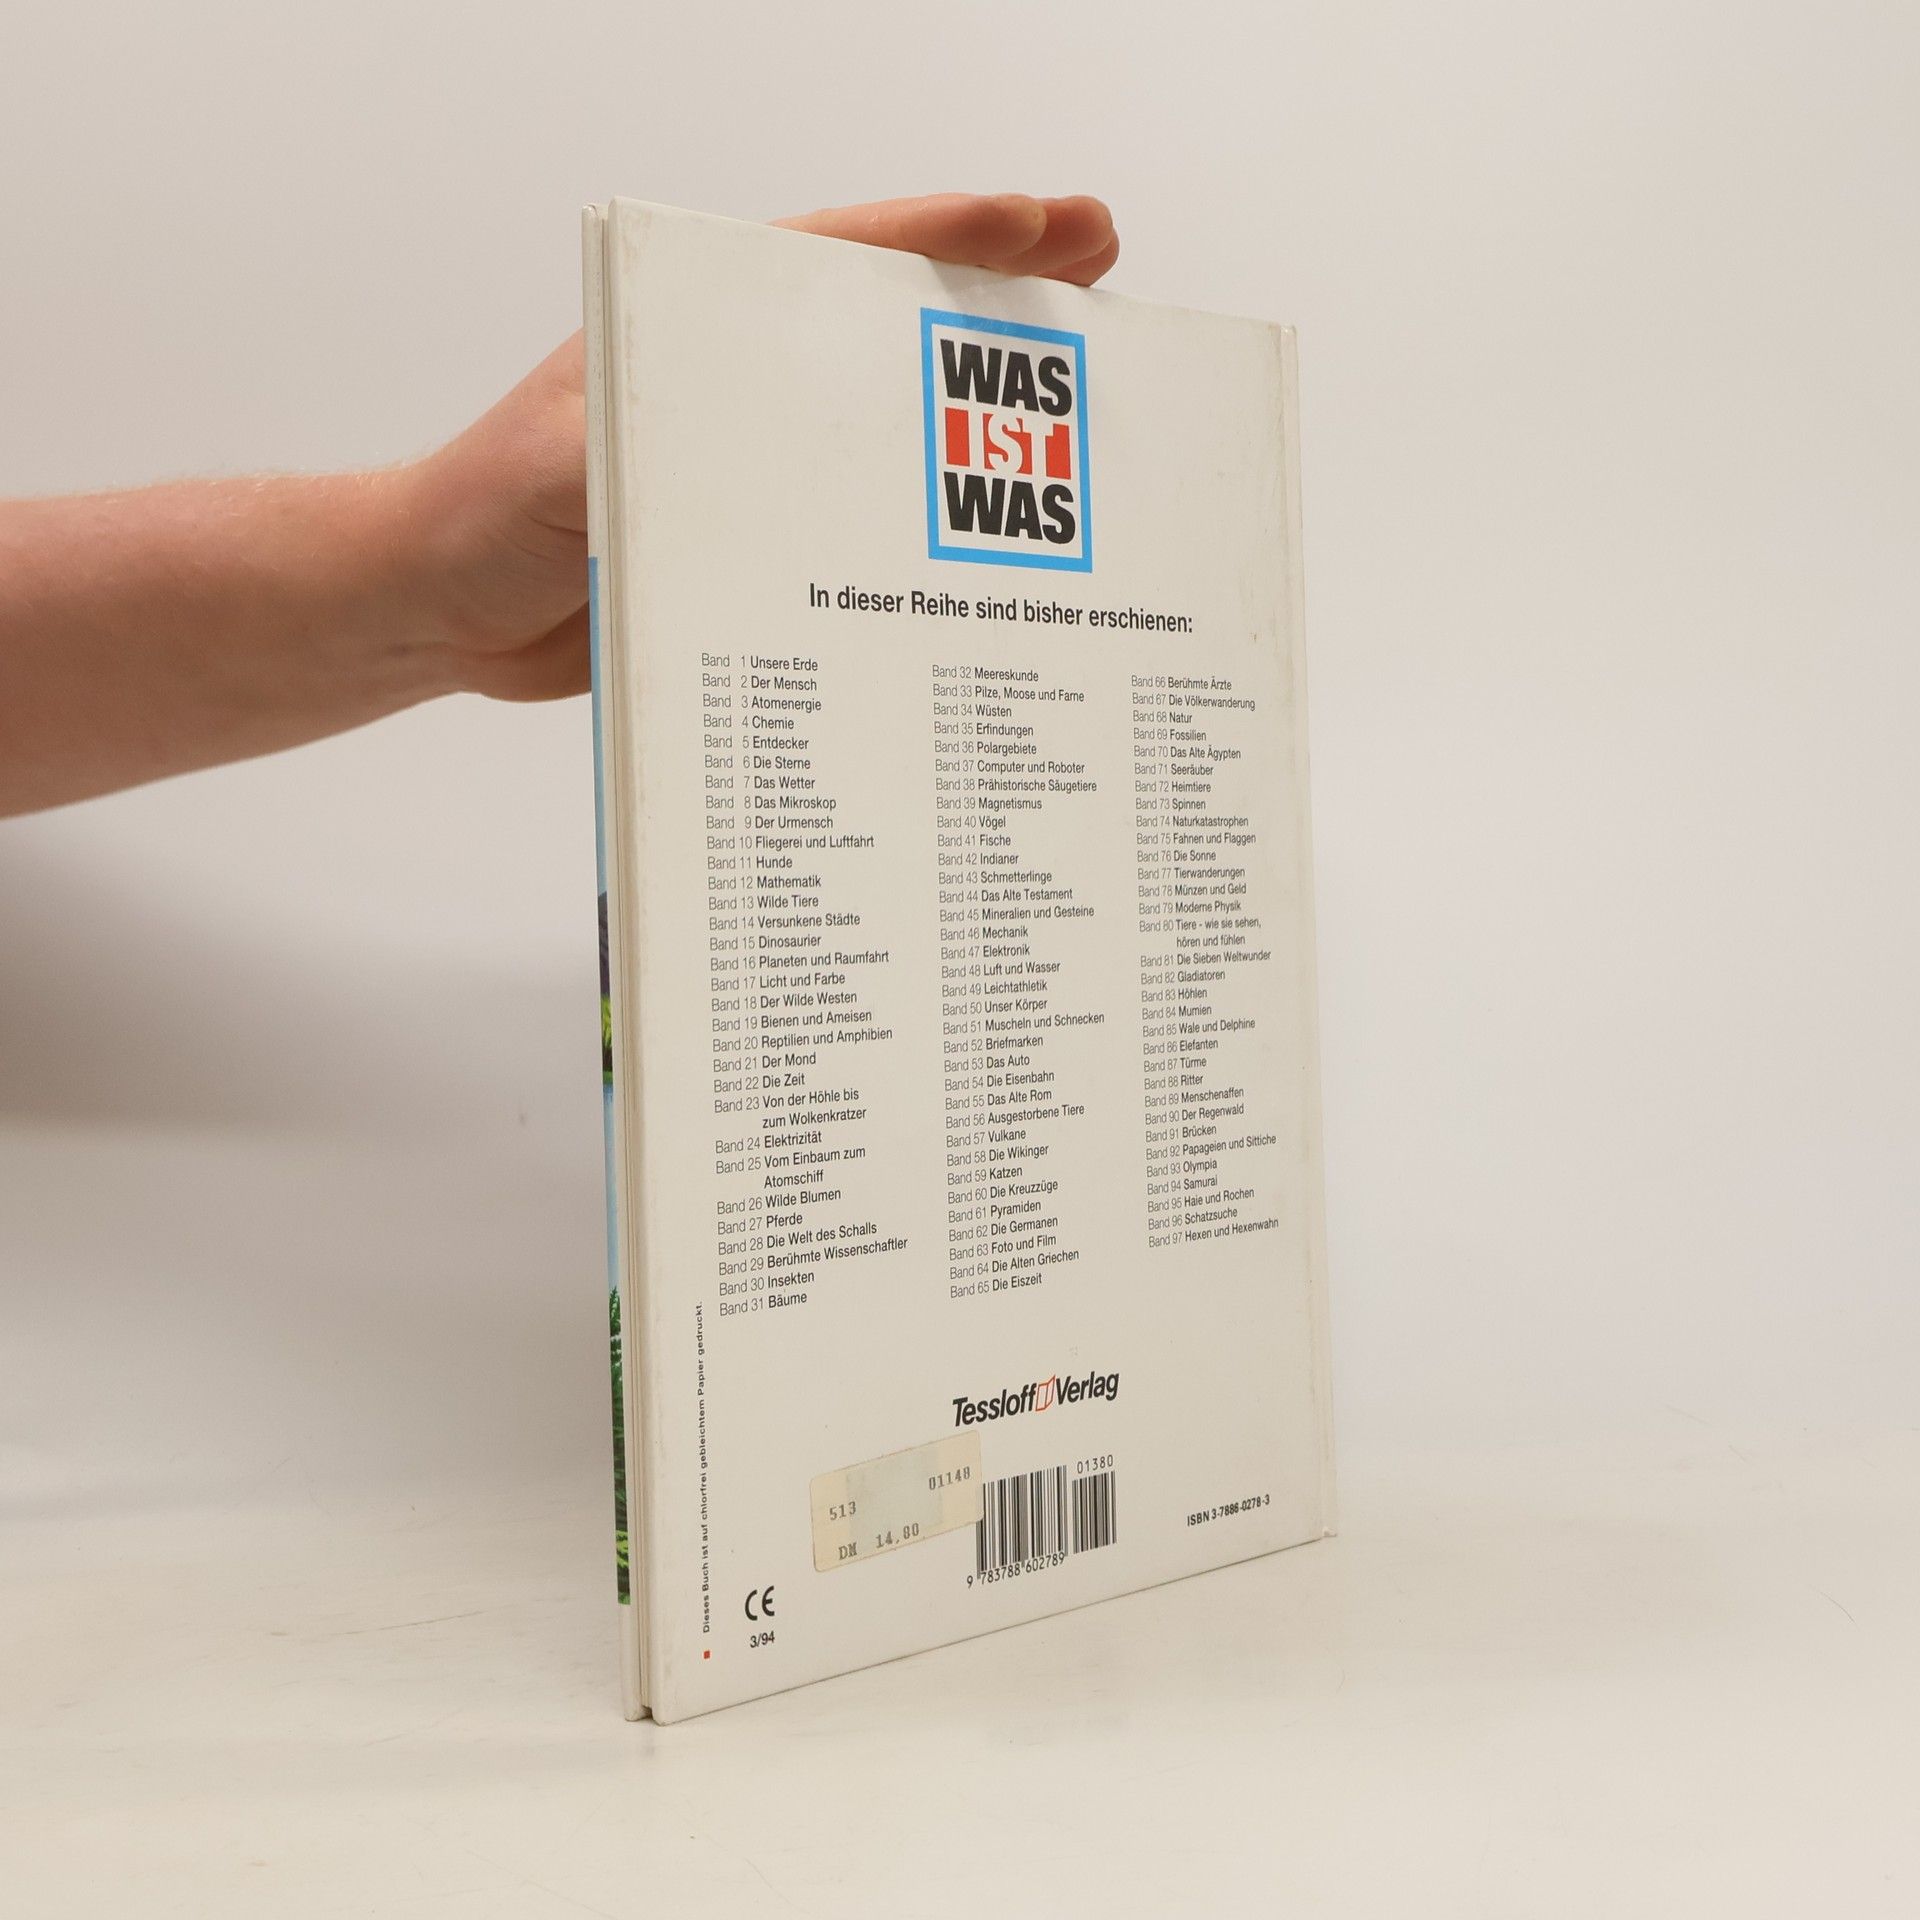 WAS
IST
WAS
In dieser Reihe sind bisher erschienen:
Band 1 Unsere Erde
Band 2 Der Mensch
Band 3 Atomenergie
Band 4 Chemie
Band 5 Entdecker
Band 6 Die Sterne
Band 7 Das Wetter
Band 8 Das Mikroskop
Band 9 Der Urmensch
Band 10 Fliegerei und Luftfahrt
Band 11 Hunde
Band 12 Mathematik
Band 13 Wilde Tiere
Band 14 Versunkene Städte
Band 15 Dinosaurier
Band 16 Planeten und Raumfahrt
Band 17 Licht und Farbe
Band 18 Der Wilde Westen
Band 19 Bienen und Ameisen
Band 20 Reptilien und Amphibien
Band 21 Der Mond
Band 22 Die Zeit
Band 23 Von der Höhle bis
zum Wolkenkratzer
Band 24 Elektrizität
Band 25 Vom Einbaum zum
Atomschiff
Band 26 Wilde Blumen
Band 27 Pferde
Band 28 Die Welt des Schalls
Band 29 Berühmte Wissenschaftler
Band 30 Insekten
Band 31 Bäume
Band 32 Meereskunde
Band 33 Pilze, Moose und Farne
Band 34 Wüsten
Band 35 Erfindungen
Band 36 Polargebiete
Band 37 Computer und Roboter
Band 38 Prähistorische Säugetiere
Band 39 Magnetismus
Band 40 Vögel
Band 41 Fische
Band 42 Indianer
Band 43 Schmetterlinge
Band 44 Das Alte Testament
Band 45 Mineralien und Gesteine
Band 46 Mechanik
Band 47 Elektronik
Band 48 Luft und Wasser
Band 49 Leichtathletik
Band 50 Unser Körper
Band 51 Muscheln und Schnecken
Band 52 Briefmarken
Band 53 Das Auto
Band 54 Die Eisenbahn
Band 55 Das Alte Rom
Band 56 Ausgestorbene Tiere
Band 57 Vulkane
Band 58 Die Wikinger
Band 59 Katzen
Band 60 Die Kreuzzüge
Band 61 Pyramiden
Band 62 Die Germanen
Band 63 Foto und Film
Band 64 Die Alten Griechen
Band 65 Die Eiszeit
Band 66 Berühmte Ärzte
Band 67 Die Völkerwanderung
Band 68 Natur
Band 69 Fossilien
Band 70 Das Alte Ägypten
Band 71 Seeräuber
Band 72 Heimtiere
Band 73 Spinnen
Band 74 Naturkatastrophen
Band 75 Fahnen und Flaggen
Band 76 Die Sonne
Band 77 Tierwanderungen
Band 78 Münzen und Geld
Band 79 Moderne Physik
Band 80 Tiere - wie sie sehen,
hören und fühlen
Band 81 Die Sieben Weltwunder
Band 82 Gladiatoren
Band 83 Höhlen
Band 84 Mumien
Band 85 Wale und Delphine
Band 86 Elefanten
Band 87 Türme
Band 88 Ritter
Band 89 Menschenaffen
Band 90 Der Regenwald
Band 91 Brücken
Band 92 Papageien und Sittiche
Band 93 Olympia
Band 94 Samurai
Band 95 Haie und Rochen
Band 96 Schatzsuche
Band 97 Hexen und Hexenwahn
Dieses Buch ist auf chlorfrei gebleichtem Papier gedruckt.
Tessloff Verlag
513 01148
DM 14,80
01380
9 783788 602789
ISBN 3-7886-0278-3
CE
3/94